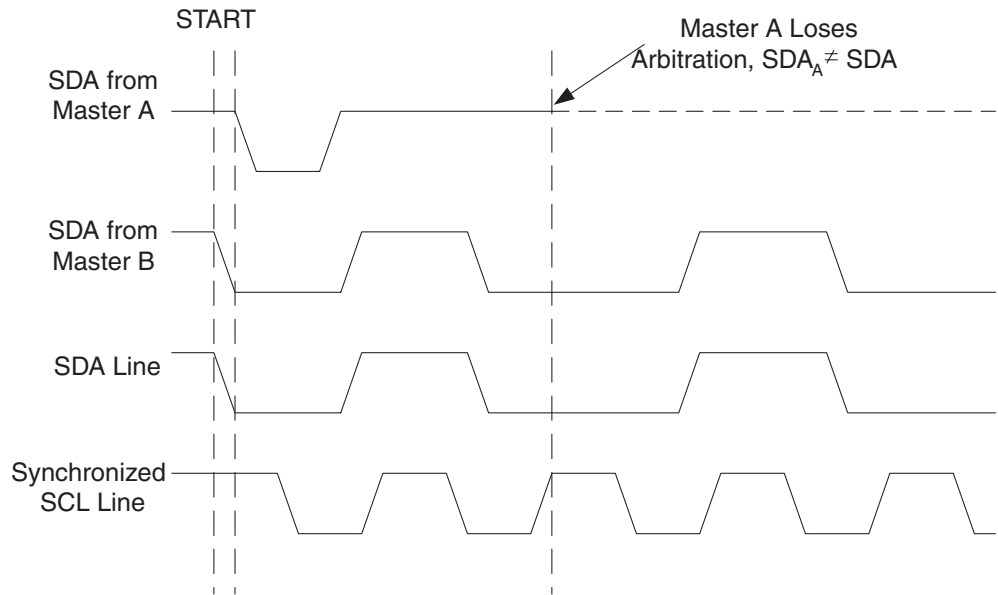 START
Master A Loses
Arbitration, SDA_A ≠ SDA
SDA from
Master A
SDA from
Master B
SDA Line
Synchronized
SCL Line